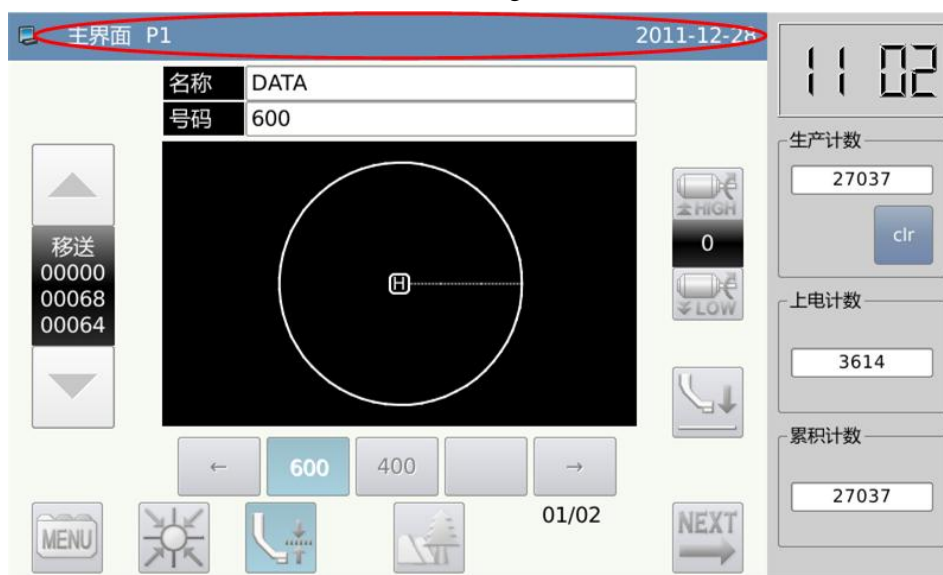 主界面 P1
2011-12-28
11 02
名称 DATA
号码 600
生产计数
27037
clr
HIGH
0
LOW
移送
00000
00068
00064
H
上电计数
3614
累积计数
27037
← 600 400 →
01/02
MENU
NEXT